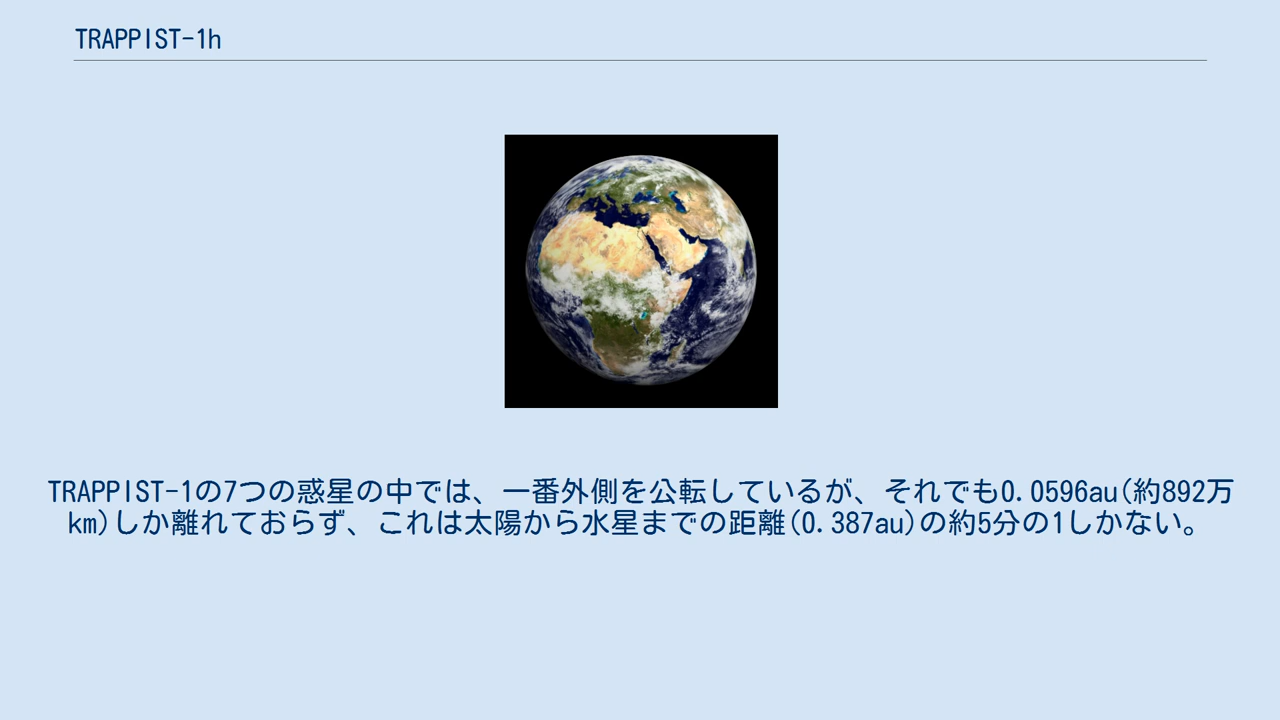 TRAPPIST-1h
TRAPPIST-1の7つの惑星の中では、一番外側を公転しているが、それでも0.0596au(約892万
km)しか離れておらず、これは太陽から水星までの距離(0.387au)の約5分の1しかない。